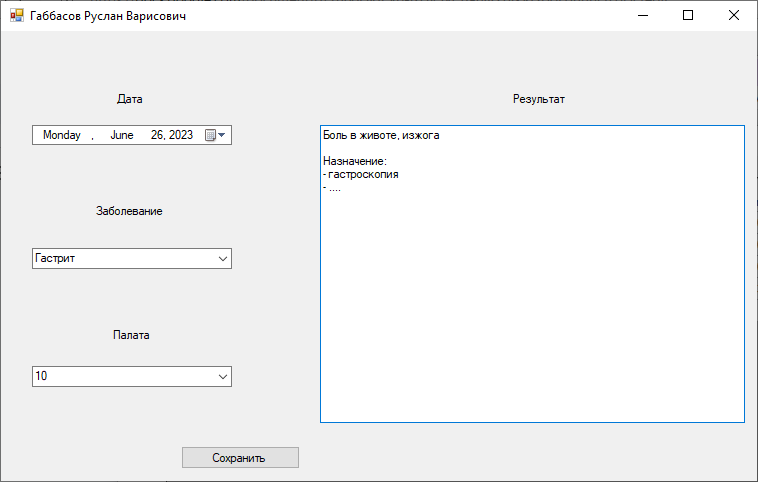 Габбасов Руслан Варисович
Дата
Monday , June 26, 2023
Заболевание
Гастрит
Палата
10
Сохранить
Результат
Боль в животе, изжога
Назначение:
- гастроскопия
- ....